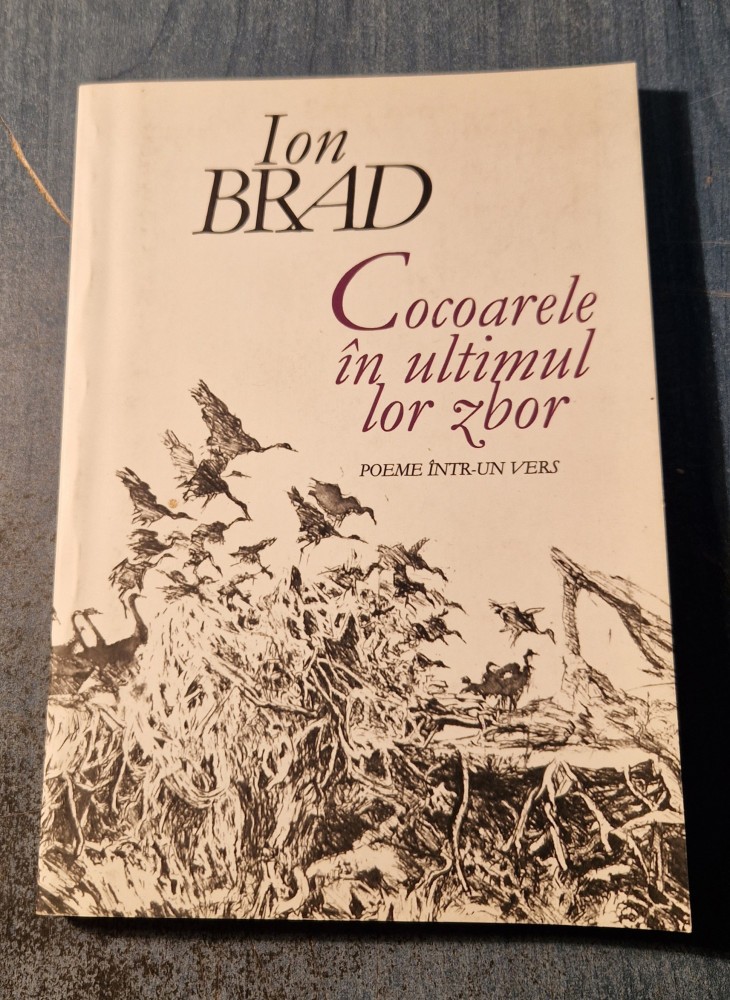 Ion
BRAD
Cocoarele
în ultimul
lor zbor
POEME ÎNTR-UN VERS